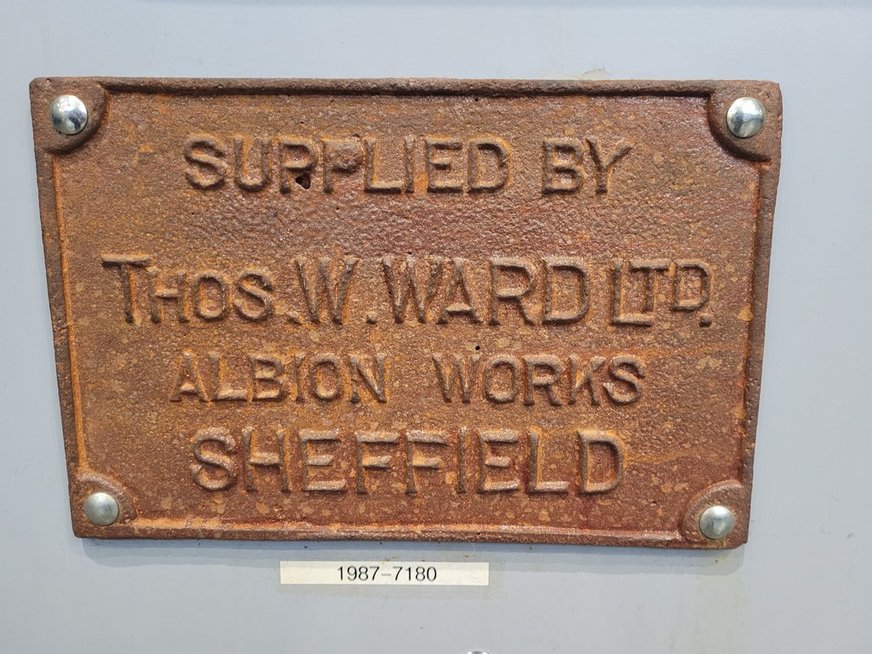 SUPPLIED BY
THOS. W. WARD LTD.
ALBION WORKS
SHEFFIELD
1987-7180